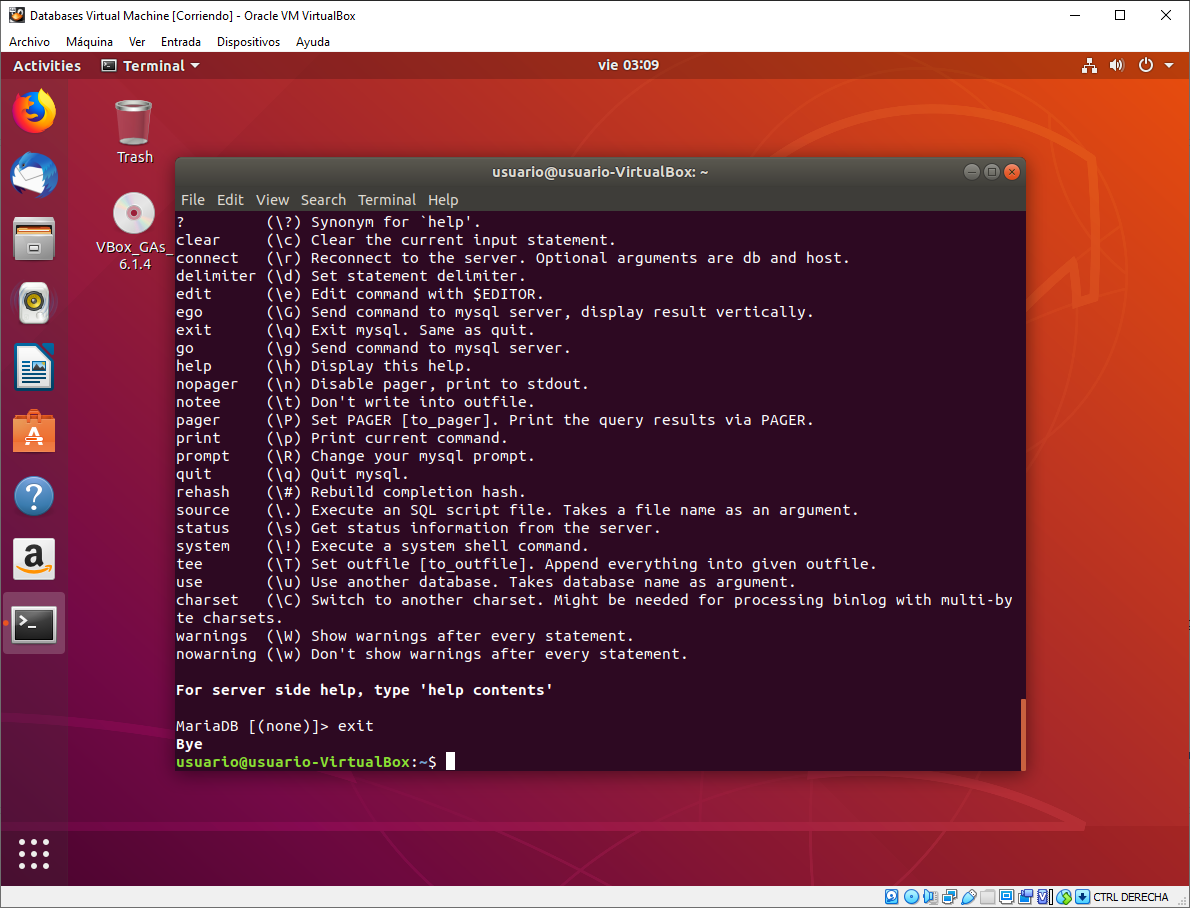 Databases Virtual Machine [Corriendo] - Oracle VM VirtualBox
Archivo Máquina Ver Entrada Dispositivos Ayuda
Activities Terminal vie 03:09
Trash
VBox_GAs_
6.1.4
usuario@usuario-VirtualBox: ~
File Edit View Search Terminal Help
? (\?) Synonym for `help'.
clear (\c) Clear the current input statement.
connect (\r) Reconnect to the server. Optional arguments are db and host.
delimiter (\d) Set statement delimiter.
edit (\e) Edit command with $EDITOR.
ego (\G) Send command to mysql server, display result vertically.
exit (\q) Exit mysql. Same as quit.
go (\g) Send command to mysql server.
help (\h) Display this help.
nopager (\n) Disable pager, print to stdout.
notee (\t) Don't write into outfile.
pager (\P) Set PAGER [to_pager]. Print the query results via PAGER.
print (\p) Print current command.
prompt (\R) Change your mysql prompt.
quit (\q) Quit mysql.
rehash (\#) Rebuild completion hash.
source (\.) Execute an SQL script file. Takes a file name as an argument.
status (\s) Get status information from the server.
system (\!) Execute a system shell command.
tee (\T) Set outfile [to_outfile]. Append everything into given outfile.
use (\u) Use another database. Takes database name as argument.
charset (\C) Switch to another charset. Might be needed for processing binlog with multi-by
te charsets.
warnings (\W) Show warnings after every statement.
nowarning (\w) Don't show warnings after every statement.
For server side help, type 'help contents'
MariaDB [(none)]> exit
Bye
usuario@usuario-VirtualBox:~$
CTRL DERECHA